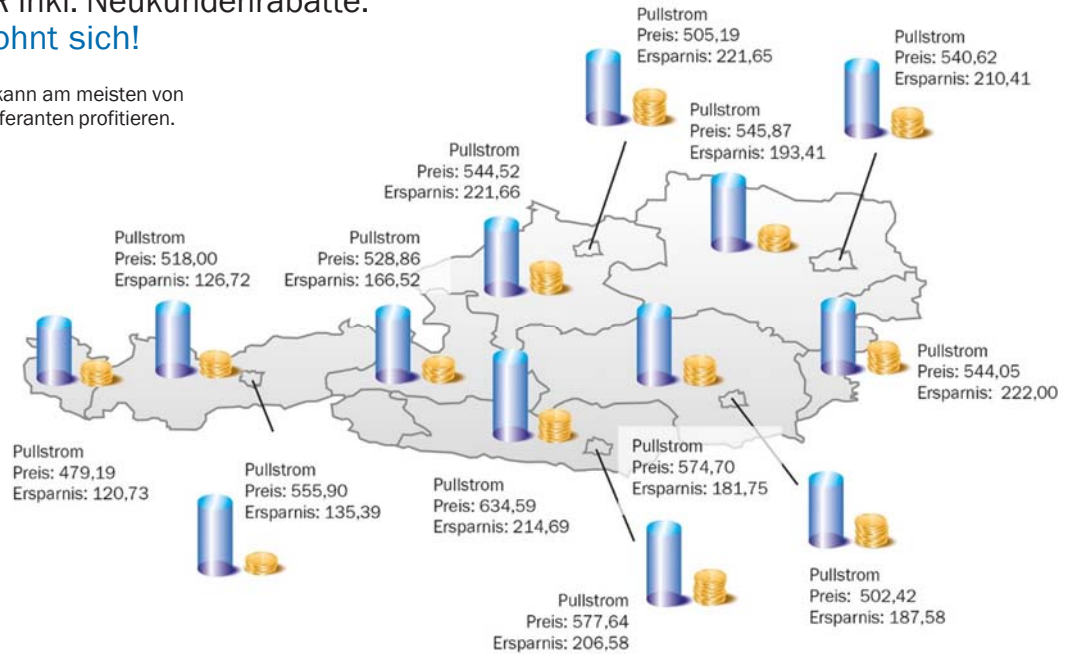 R inkl. Neukundenrabatte.
ohnt sich!
kann am meisten von
feranten profitieren.
Pullstrom
Preis: 505,19
Ersparnis: 221,65
Pullstrom
Preis: 540,62
Ersparnis: 210,41
Pullstrom
Preis: 545,87
Ersparnis: 193,41
Pullstrom
Preis: 544,52
Ersparnis: 221,66
Pullstrom
Preis: 518,00
Ersparnis: 126,72
Pullstrom
Preis: 528,86
Ersparnis: 166,52
Pullstrom
Preis: 544,05
Ersparnis: 222,00
Pullstrom
Preis: 479,19
Ersparnis: 120,73
Pullstrom
Preis: 555,90
Ersparnis: 135,39
Pullstrom
Preis: 634,59
Ersparnis: 214,69
Pullstrom
Preis: 574,70
Ersparnis: 181,75
Pullstrom
Preis: 577,64
Ersparnis: 206,58
Pullstrom
Preis: 502,42
Ersparnis: 187,58